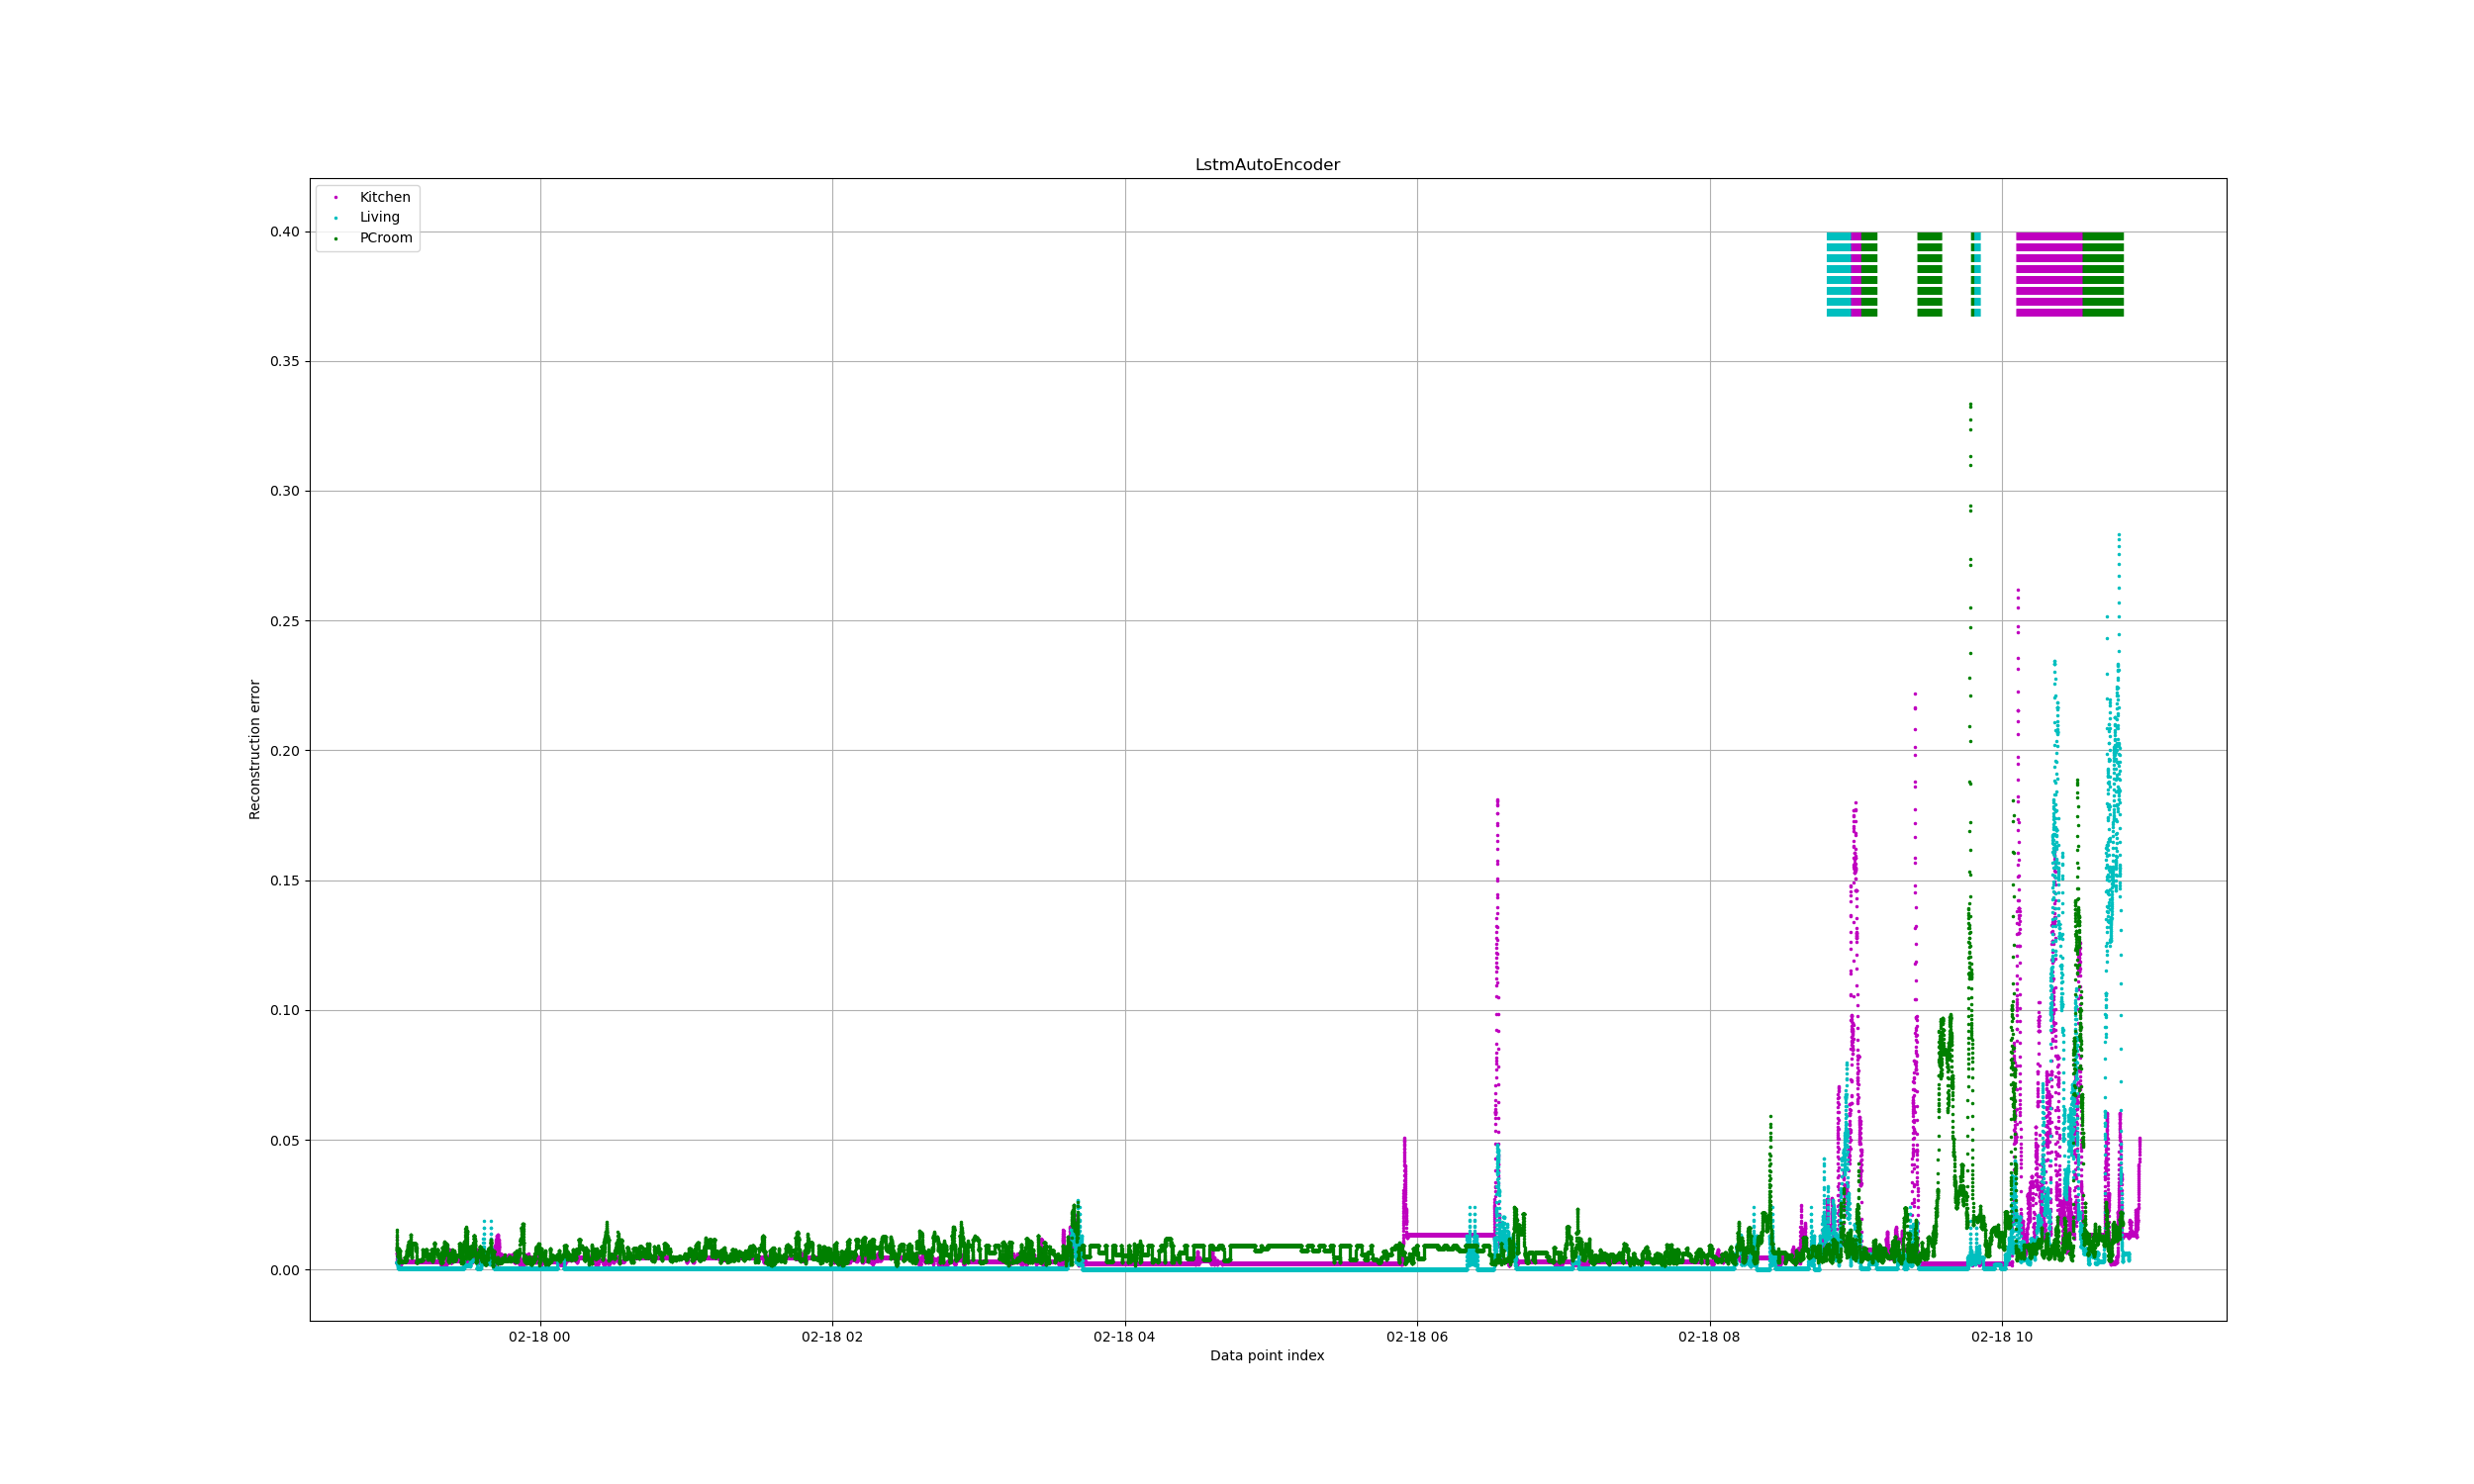 LstmAutoEncoder
Kitchen
Living
PCroom
0.40
0.35
0.30
0.25
0.20
0.15
0.10
0.05
0.00
Reconstruction error
02-18 00 02-18 02 02-18 04 02-18 06 02-18 08 02-18 10
Data point index